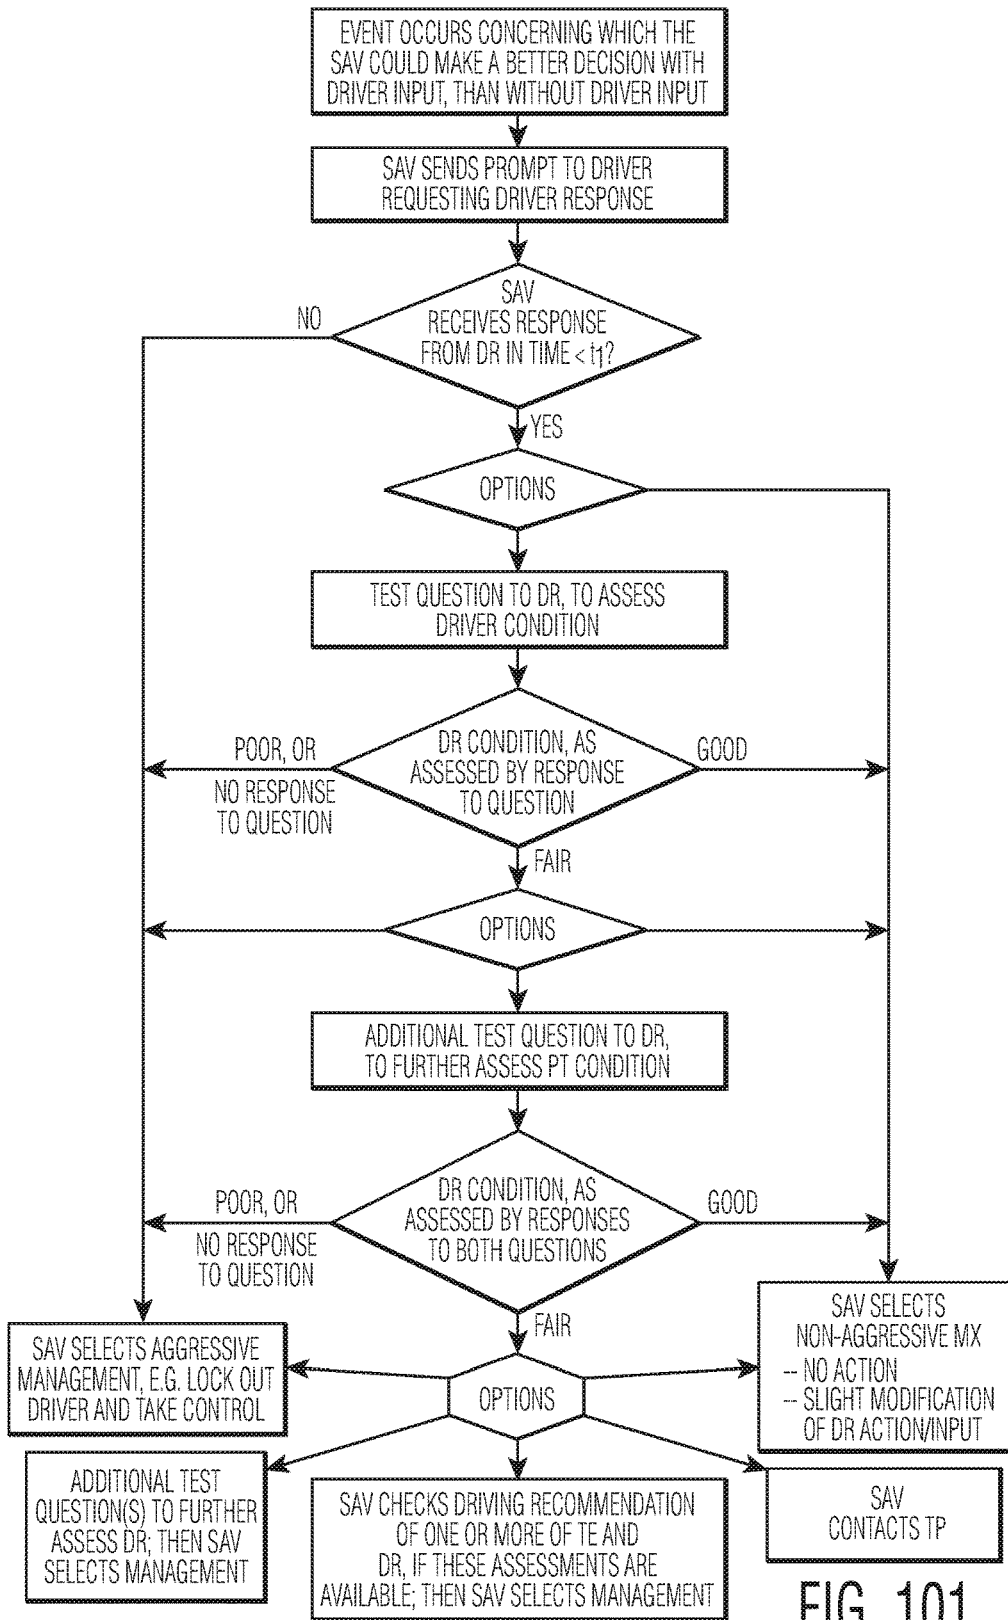 EVENT OCCURS CONCERNING WHICH THE
SAV COULD MAKE A BETTER DECISION WITH
DRIVER INPUT, THAN WITHOUT DRIVER INPUT
SAV SENDS PROMPT TO DRIVER
REQUESTING DRIVER RESPONSE
SAV
RECEIVES RESPONSE
FROM DR IN TIME < t1?
NO
YES
OPTIONS
TEST QUESTION TO DR, TO ASSESS
DRIVER CONDITION
DR CONDITION, AS
ASSESSED BY RESPONSE
TO QUESTION
POOR, OR
NO RESPONSE
TO QUESTION
GOOD
FAIR
OPTIONS
ADDITIONAL TEST QUESTION TO DR,
TO FURTHER ASSESS PT CONDITION
DR CONDITION, AS
ASSESSED BY RESPONSES
TO BOTH QUESTIONS
POOR, OR
NO RESPONSE
TO QUESTION
GOOD
FAIR
OPTIONS
SAV SELECTS AGGRESSIVE
MANAGEMENT, E.G. LOCK OUT
DRIVER AND TAKE CONTROL
SAV SELECTS
NON-AGGRESSIVE MX
-- NO ACTION
-- SLIGHT MODIFICATION
OF DR ACTION/INPUT
ADDITIONAL TEST
QUESTION(S) TO FURTHER
ASSESS DR; THEN SAV
SELECTS MANAGEMENT
SAV CHECKS DRIVING RECOMMENDATION
OF ONE OR MORE OF TE AND
DR, IF THESE ASSESSMENTS ARE
AVAILABLE; THEN SAV SELECTS MANAGEMENT
SAV
CONTACTS TP
FIG. 101